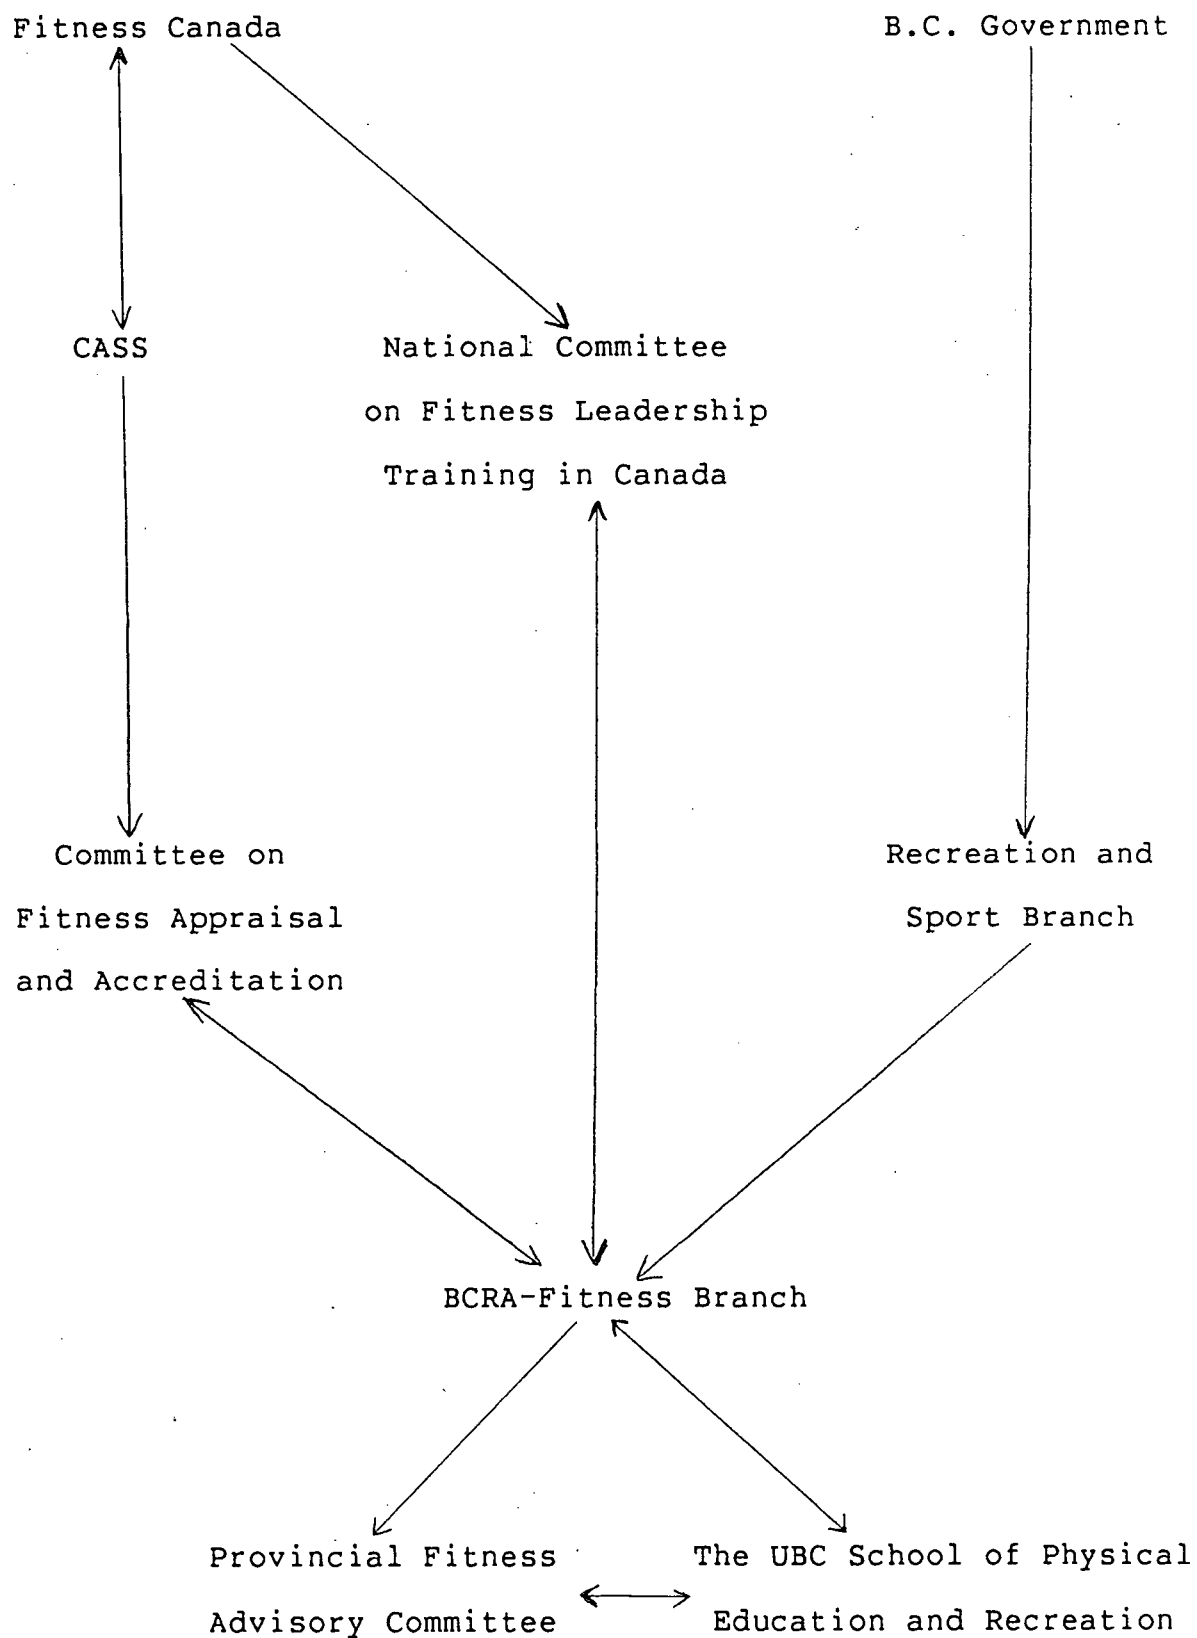 Fitness Canada
B.C. Government
CASS
National Committee
on Fitness Leadership
Training in Canada
Committee on
Fitness Appraisal
and Accreditation
Recreation and
Sport Branch
BCRA-Fitness Branch
Provincial Fitness
Advisory Committee
The UBC School of Physical
Education and Recreation